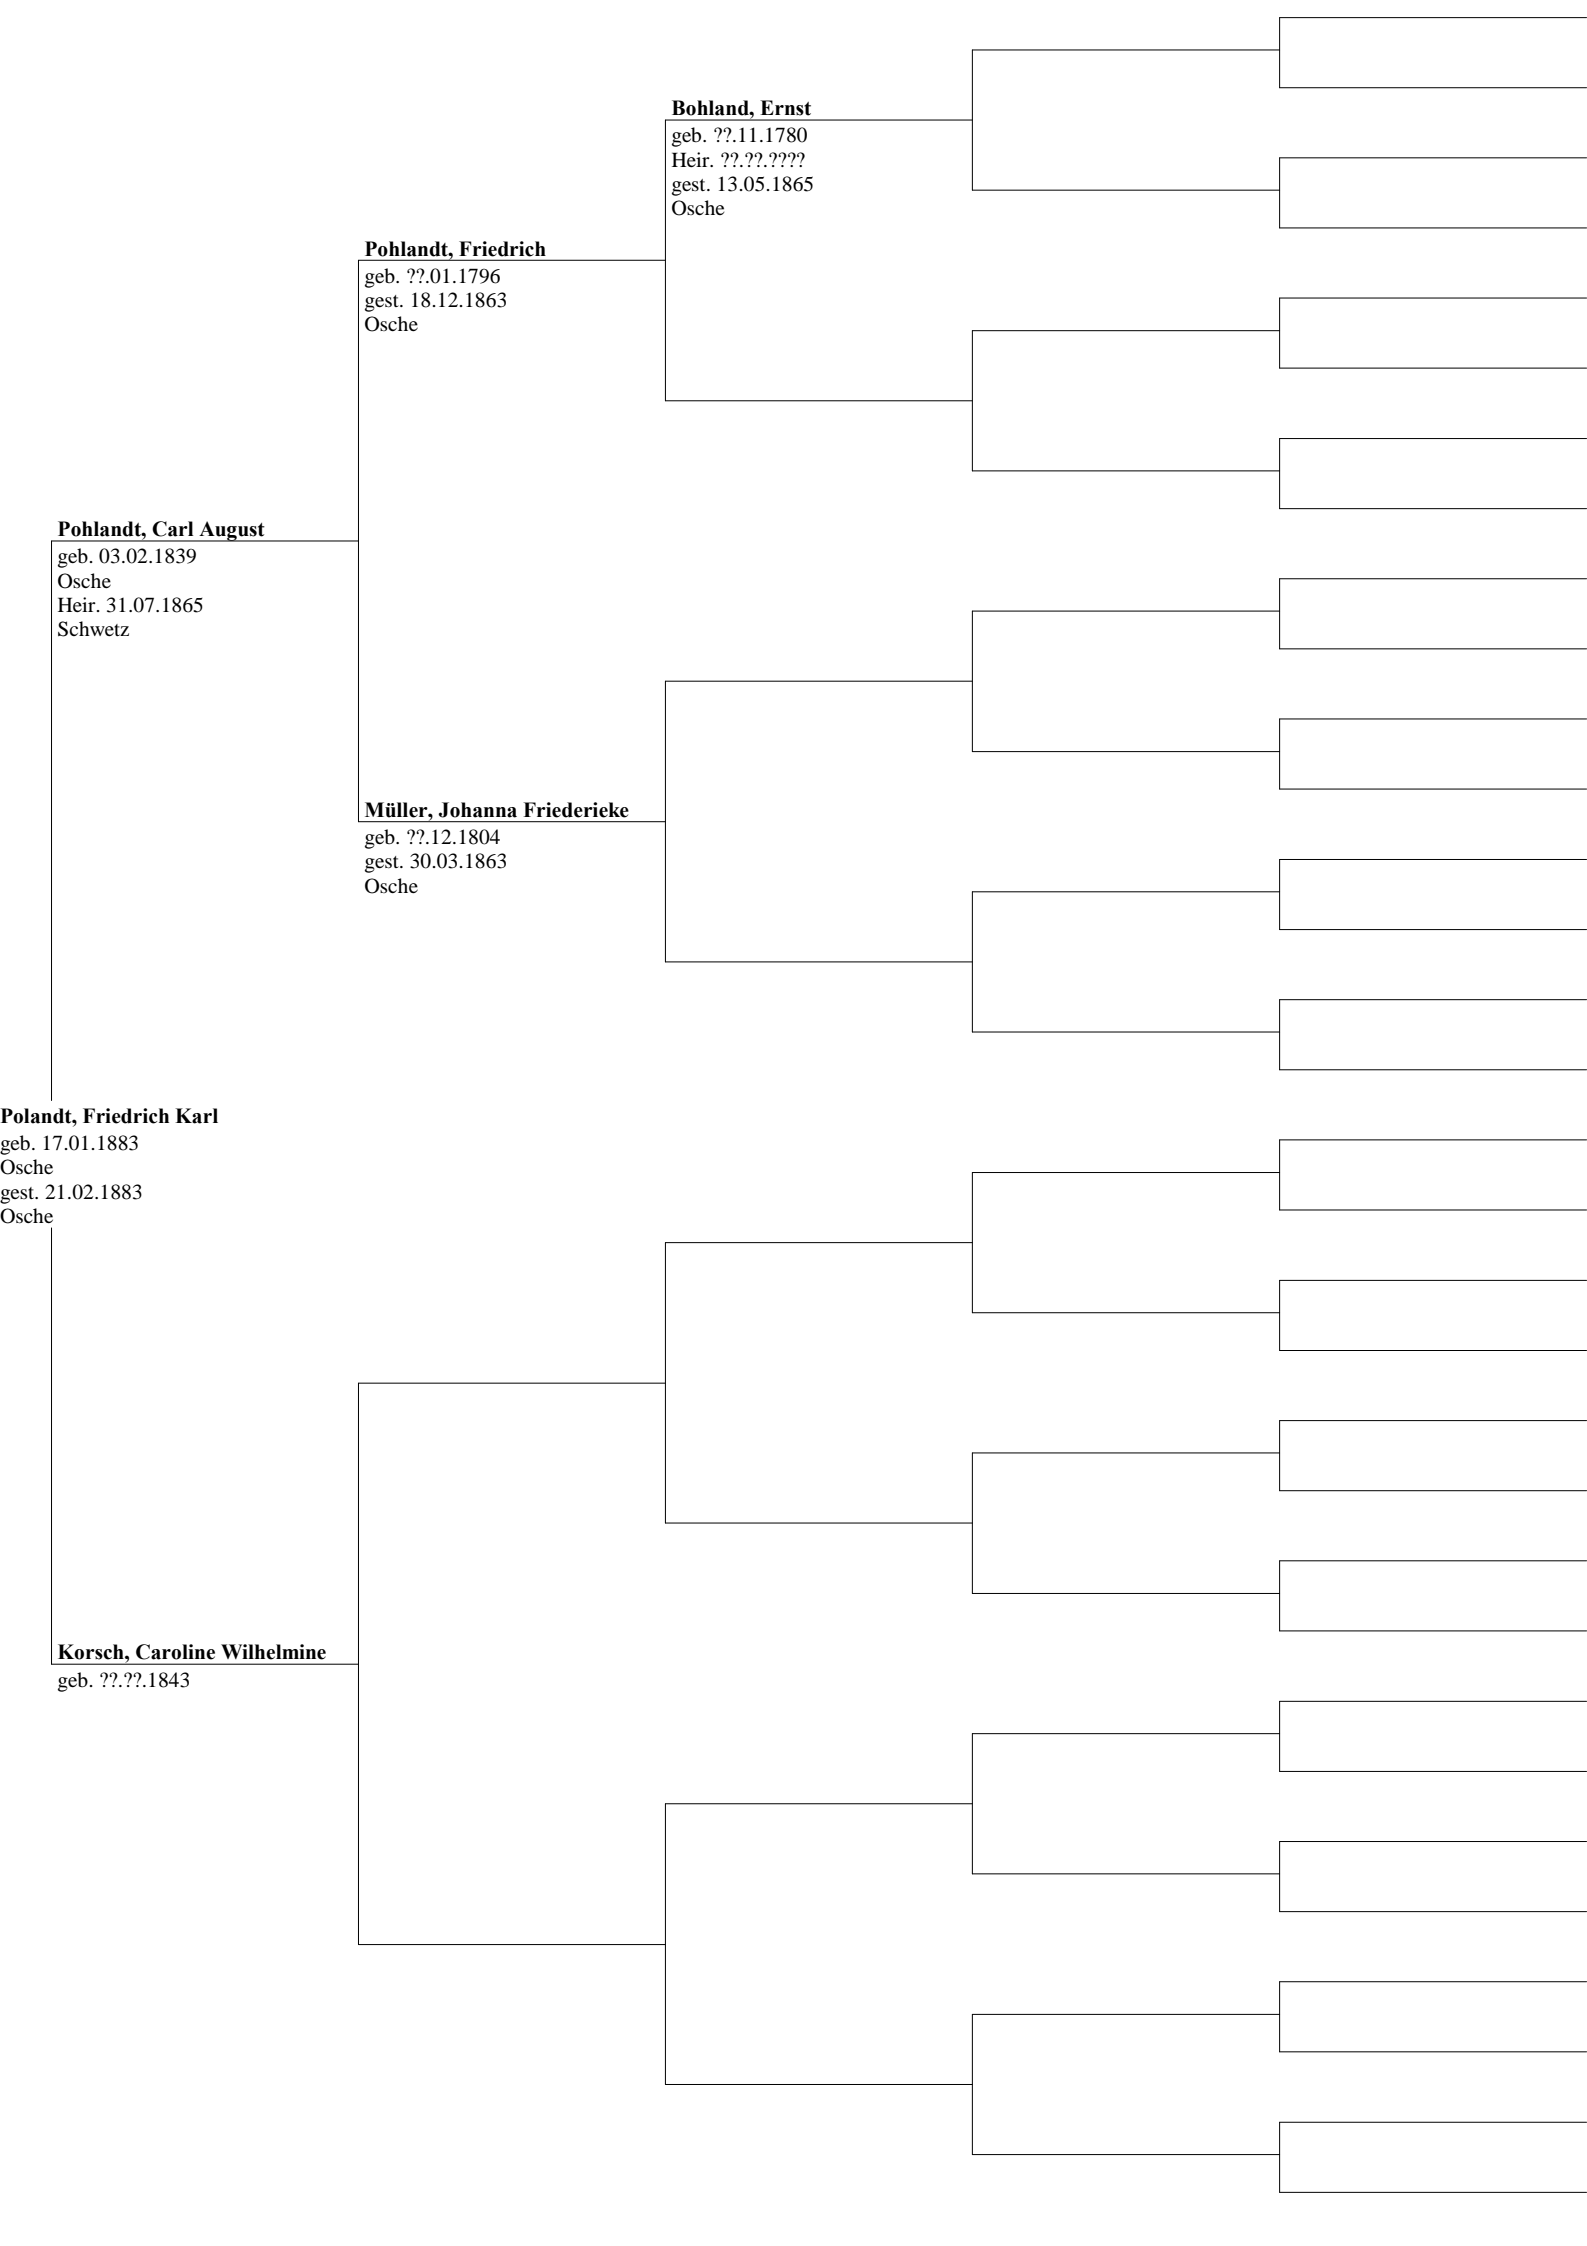 Bohland, Ernst
geb. ??.11.1780
Heir. ??.??.????
gest. 13.05.1865
Osche
Pohlandt, Friedrich
geb. ??.01.1796
gest. 18.12.1863
Osche
Pohlandt, Carl August
geb. 03.02.1839
Osche
Heir. 31.07.1865
Schwetz
Müller, Johanna Friederieke
geb. ??.12.1804
gest. 30.03.1863
Osche
Polandt, Friedrich Karl
geb. 17.01.1883
Osche
gest. 21.02.1883
Osche
Korsch, Caroline Wilhelmine
geb. ??.??.1843